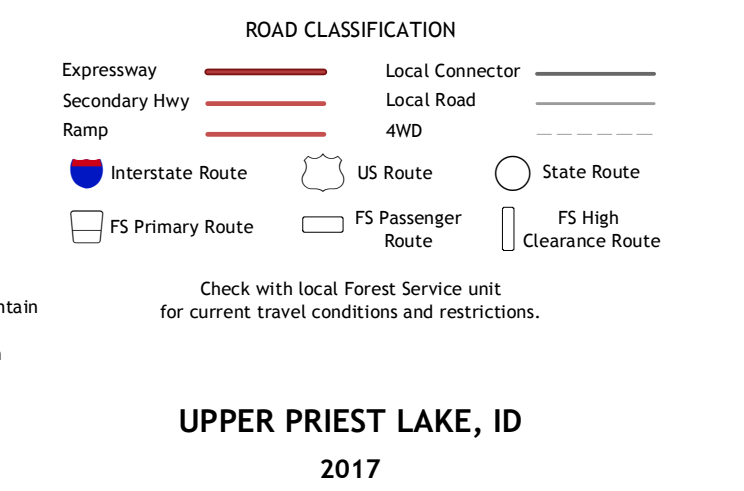 ROAD CLASSIFICATION
Expressway
Local Connector
Secondary Hwy
Local Road
Ramp
4WD
Interstate Route
US Route
State Route
FS Primary Route
FS Passenger
Route
FS High
Clearance Route
Check with local Forest Service unit
for current travel conditions and restrictions.
ntain
UPPER PRIEST LAKE, ID
2017